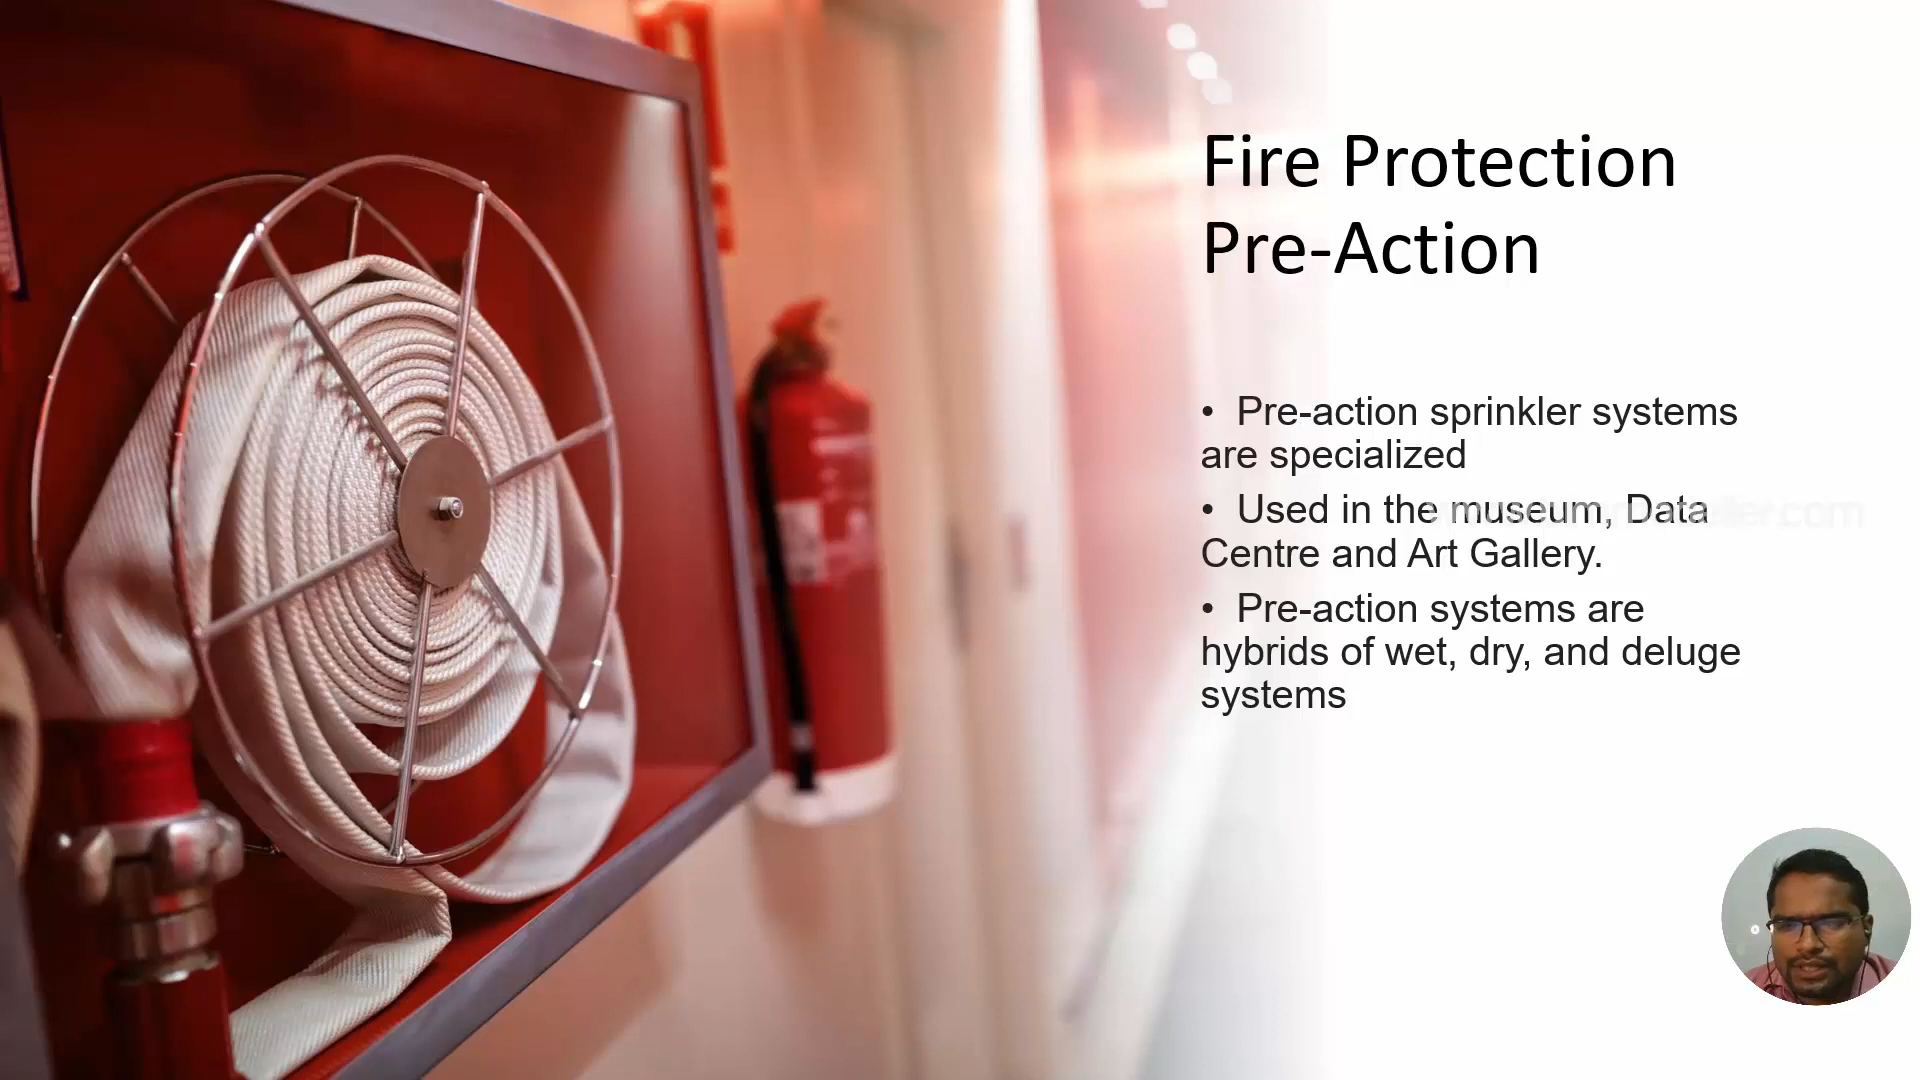 Fire Protection
Pre-Action
• Pre-action sprinkler systems
are specialized
• Used in the museum, Data
Centre and Art Gallery.
• Pre-action systems are
hybrids of wet, dry, and deluge
systems